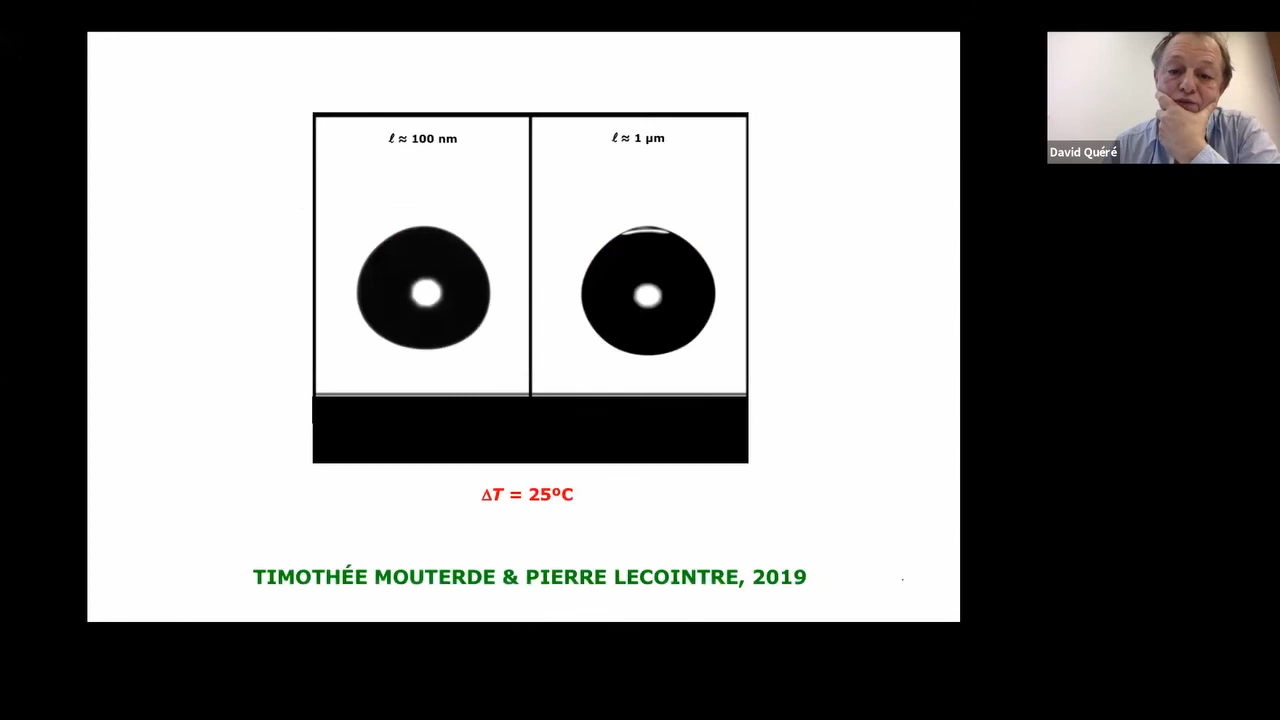 ℓ ≈ 100 nm
ℓ ≈ 1 µm
ΔT = 25ºC
TIMOTHÉE MOUTERDE & PIERRE LECOINTRE, 2019
David Quéré